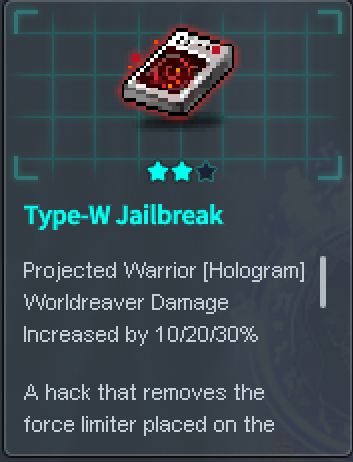 Type-W Jailbreak
Projected Warrior [Hologram]
Worldreaver Damage
Increased by 10/20/30%
A hack that removes the
force limiter placed on the